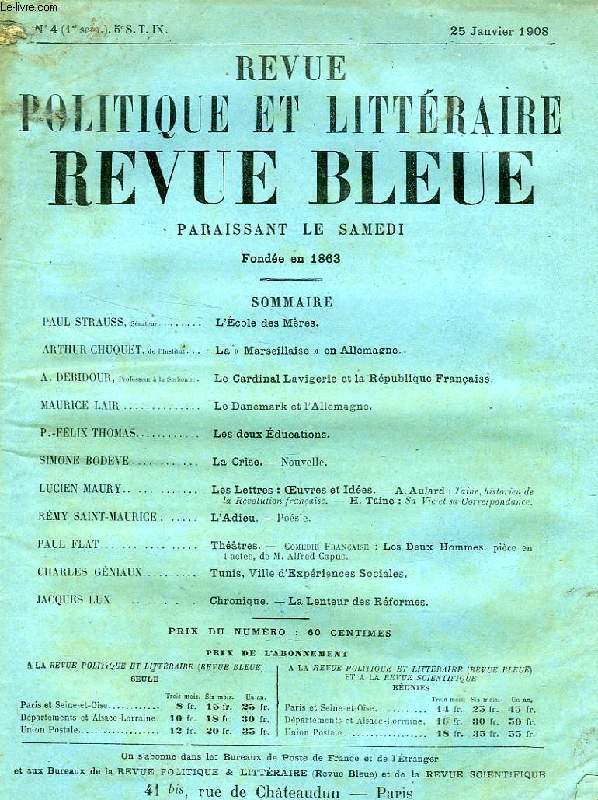 Le-livre.com
N° 4 (1er sem.). 5e S. T. IX. 25 Janvier 1908
REVUE
POLITIQUE ET LITTÉRAIRE
REVUE BLEUE
PARAISSANT LE SAMEDI
Fondée en 1863
SOMMAIRE
PAUL STRAUSS, Sénateur........ L'École des Mères.
ARTHUR CHUQUET, de l'Institut... La « Marseillaise » en Allemagne.
A. DEBIDOUR, Professeur à la Sorbonne. Le Cardinal Lavigerie et la République Française
MAURICE LAIR ............ Le Danemark et l'Allemagne.
P.-FÉLIX THOMAS........... Les deux Éducations.
SIMONE BODÈVE ........... La Crise. — Nouvelle.
LUCIEN MAURY............. Les Lettres : Œuvres et Idées. — A. Aulard : Taine, historien de
la Révolution française. — H. Taine : Sa Vie et sa Correspondance.
RÉMY SAINT-MAURICE ...... L'Adieu. — Poésie.
PAUL FLAT ................ Théâtres. — COMÉDIE FRANÇAISE : Les Deux Hommes pièce en
4 actes, de M. Alfred Capus.
CHARLES GÉNIAUX ......... Tunis, Ville d'Expériences Sociales.
JACQUES LUX ............. Chronique. — La Lenteur des Réformes.
PRIX DU NUMÉRO : 60 CENTIMES
PRIX DE L'ABONNEMENT
A LA REVUE POLITIQUE ET LITTÉRAIRE (REVUE BLEUE)
SEULE
Trois mois. Six mois. Un an.
Paris et Seine-et-Oise........... 8 fr. 15 fr. 25 fr.
Départements et Alsace-Lorraine. 10 fr. 18 fr. 30 fr.
Union Postale................ 12 fr. 20 fr. 35 fr.
A LA REVUE POLITIQUE ET LITTÉRAIRE (REVUE BLEUE)
ET A LA REVUE SCIENTIFIQUE
RÉUNIES
Trois mois. Six mois. Un an.
Paris et Seine-et-Oise....... 14 fr. 25 fr. 45 fr.
Départements et Alsace-Lorraine. 16 fr. 30 fr. 50 fr.
Union Postale ............ 18 fr. 35 fr. 55 fr.
On s'abonne dans les Bureaux de Poste de France et de l'Étranger
et aux Bureaux de la REVUE POLITIQUE & LITTÉRAIRE (Revue Bleue) et de la REVUE SCIENTIFIQUE
41 bis, rue de Châteaudun — Paris